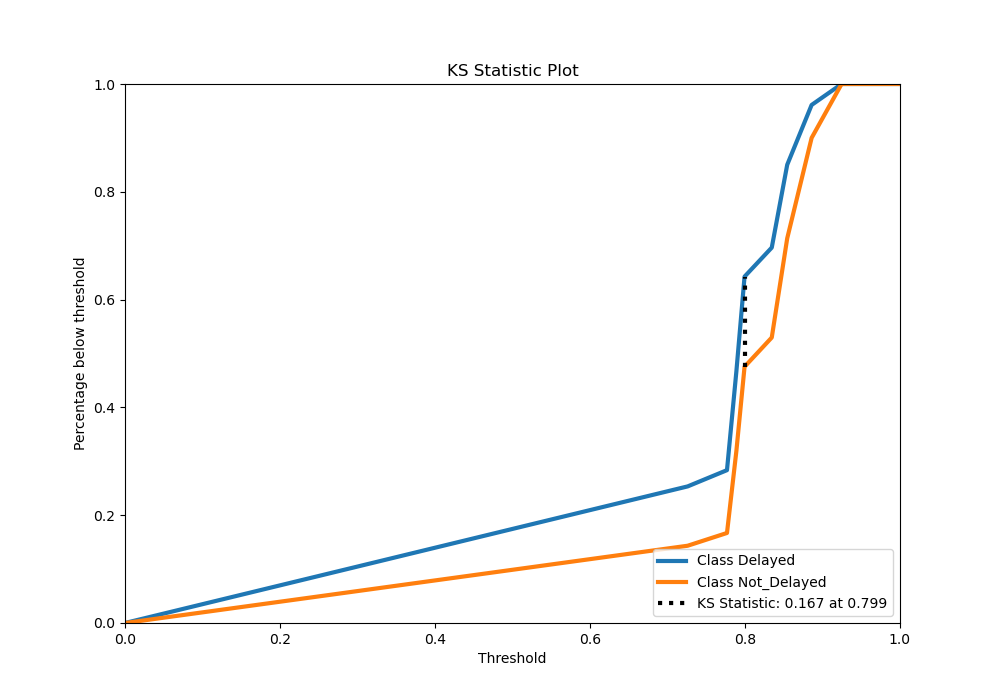 KS Statistic Plot
1.0
0.8
0.6
0.4
0.2
0.0
Percentage below threshold
0.0 0.2 0.4 0.6 0.8 1.0
Threshold
Class Delayed
Class Not_Delayed
KS Statistic: 0.167 at 0.799